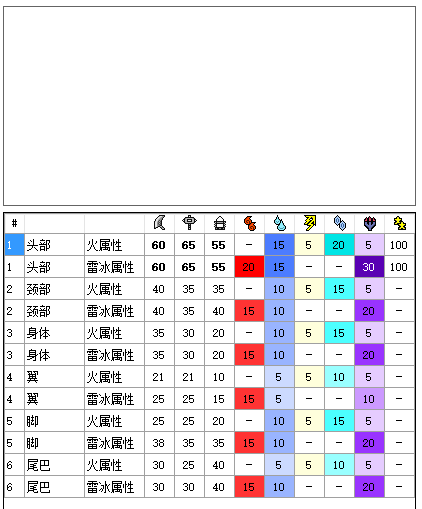 #
1 头部 火属性 60 65 55 – 15 5 20 5 100
1 头部 雷冰属性 60 65 55 20 15 – – 30 100
2 颈部 火属性 40 35 35 – 10 5 15 5 –
2 颈部 雷冰属性 40 35 40 15 10 – – 20 –
3 身体 火属性 35 30 20 – 10 5 15 5 –
3 身体 雷冰属性 35 30 20 15 10 – – 20 –
4 翼 火属性 21 21 10 – 5 5 10 5 –
4 翼 雷冰属性 25 25 15 15 5 – – 10 –
5 脚 火属性 25 25 20 – 10 5 15 5 –
5 脚 雷冰属性 38 35 35 15 10 – – 20 –
6 尾巴 火属性 30 25 40 – 5 5 10 5 –
6 尾巴 雷冰属性 30 30 40 15 10 – – 20 –